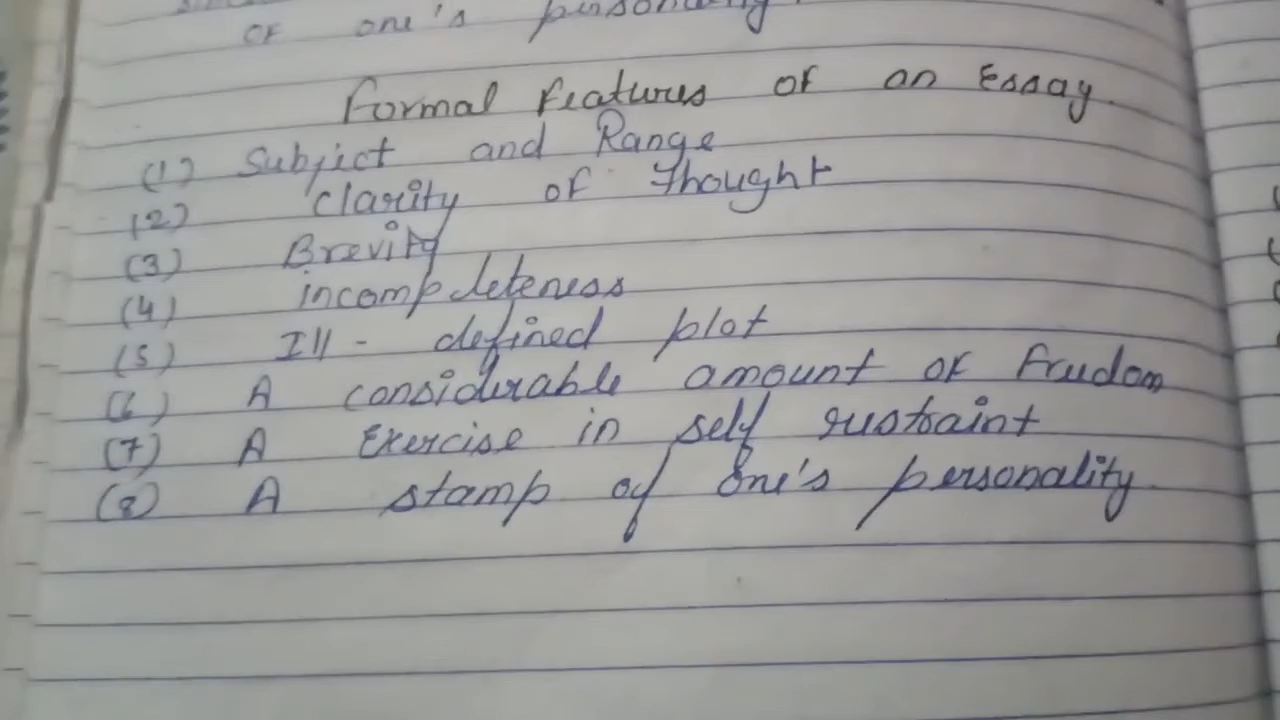 of one's personality.
Formal Features of an Essay.
(1) Subject and Range
(2) Clarity of Thought
(3) Brevity
(4) incompleteness
(5) Ill-defined plot
(6) A considerable amount of Freedom
(7) A Exercise in self restraint
(8) A stamp of one's personality